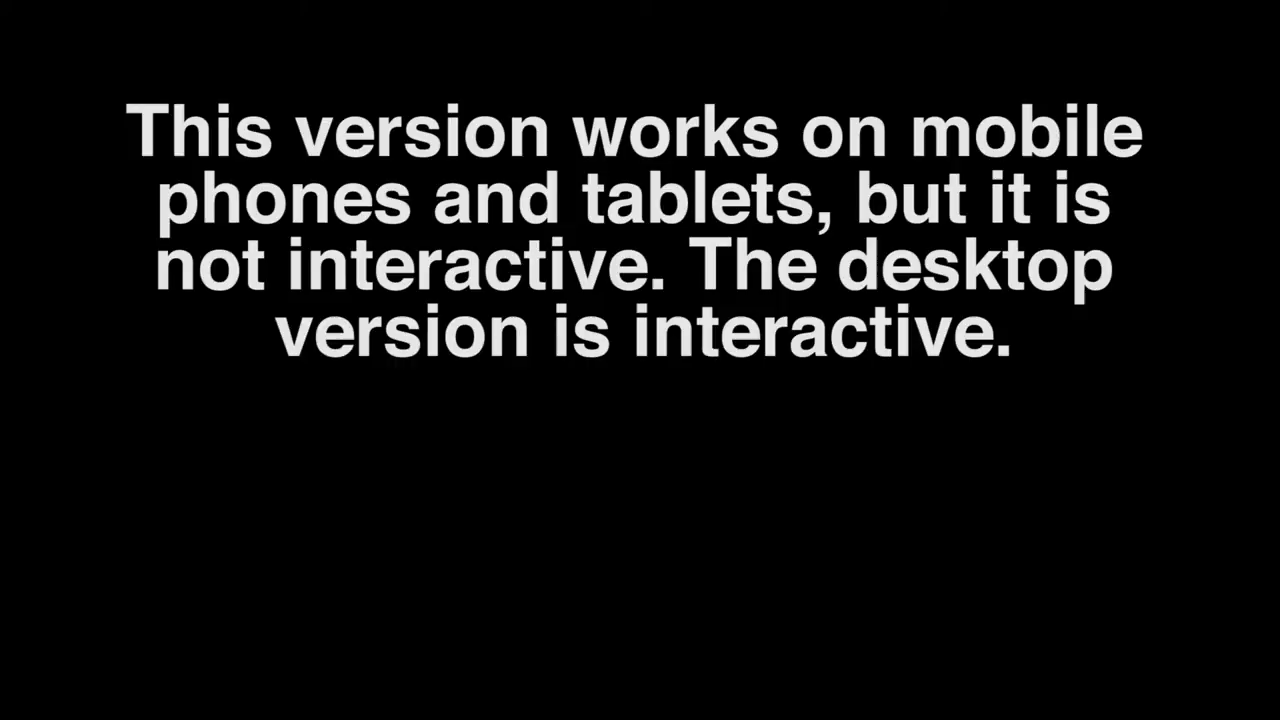 This version works on mobile
phones and tablets, but it is
not interactive. The desktop
version is interactive.